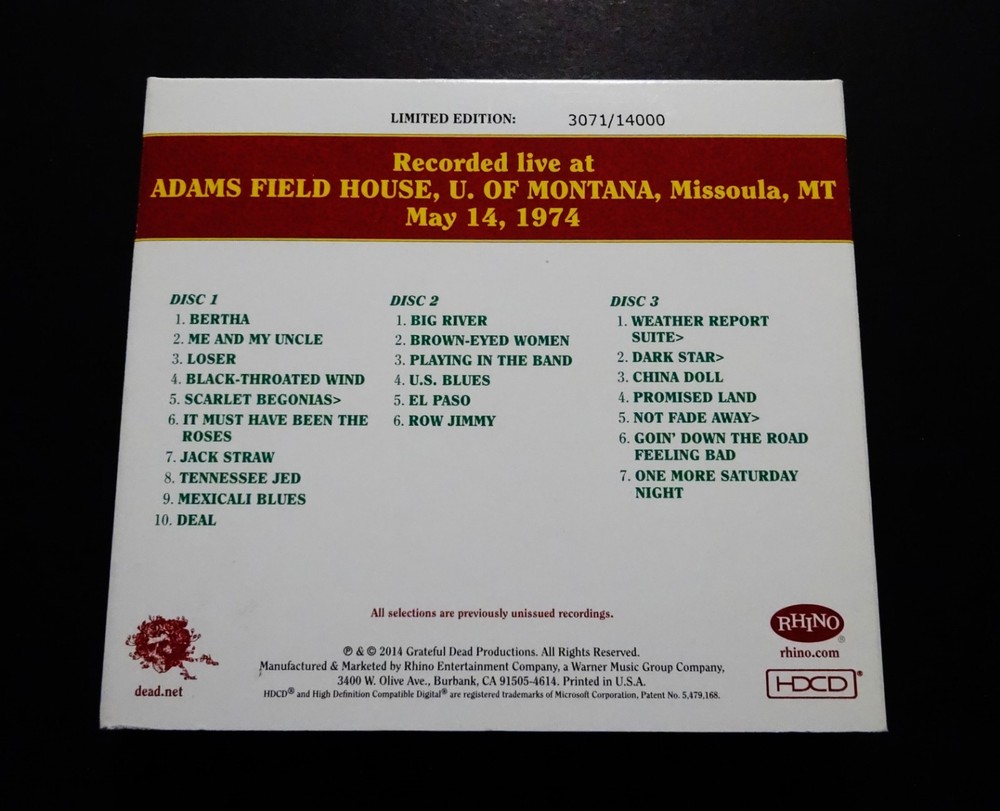 LIMITED EDITION: 3071/14000
Recorded live at
ADAMS FIELD HOUSE, U. OF MONTANA, Missoula, MT
May 14, 1974
DISC 1
1. BERTHA
2. ME AND MY UNCLE
3. LOSER
4. BLACK-THROATED WIND
5. SCARLET BEGONIAS>
6. IT MUST HAVE BEEN THE
ROSES
7. JACK STRAW
8. TENNESSEE JED
9. MEXICALI BLUES
10. DEAL
DISC 2
1. BIG RIVER
2. BROWN-EYED WOMEN
3. PLAYING IN THE BAND
4. U.S. BLUES
5. EL PASO
6. ROW JIMMY
DISC 3
1. WEATHER REPORT
SUITE>
2. DARK STAR>
3. CHINA DOLL
4. PROMISED LAND
5. NOT FADE AWAY>
6. GOIN' DOWN THE ROAD
FEELING BAD
7. ONE MORE SATURDAY
NIGHT
All selections are previously unissued recordings.
℗ & © 2014 Grateful Dead Productions. All Rights Reserved.
Manufactured & Marketed by Rhino Entertainment Company, a Warner Music Group Company,
3400 W. Olive Ave., Burbank, CA 91505-4614. Printed in U.S.A.
HDCD® and High Definition Compatible Digital® are registered trademarks of Microsoft Corporation, Patent No. 5,479,168.
dead.net
RHINO®
rhino.com
HDCD®